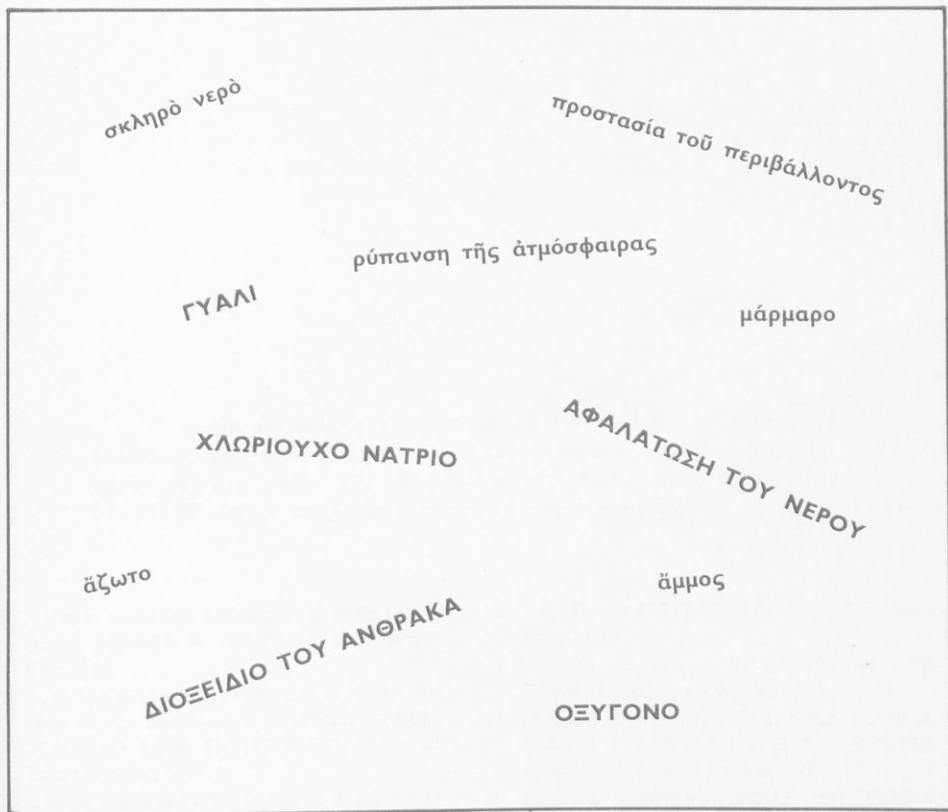 σκληρὸ νερὸ
προστασία τοῦ περιβάλλοντος
ρύπανση τῆς ἀτμόσφαιρας
ΓΥΑΛΙ
μάρμαρο
ΑΦΑΛΑΤΩΣΗ ΤΟΥ ΝΕΡΟΥ
ΧΛΩΡΙΟΥΧΟ ΝΑΤΡΙΟ
ἄζωτο
ἄμμος
ΔΙΟΞΕΙΔΙΟ ΤΟΥ ΑΝΘΡΑΚΑ
ΟΞΥΓΟΝΟ